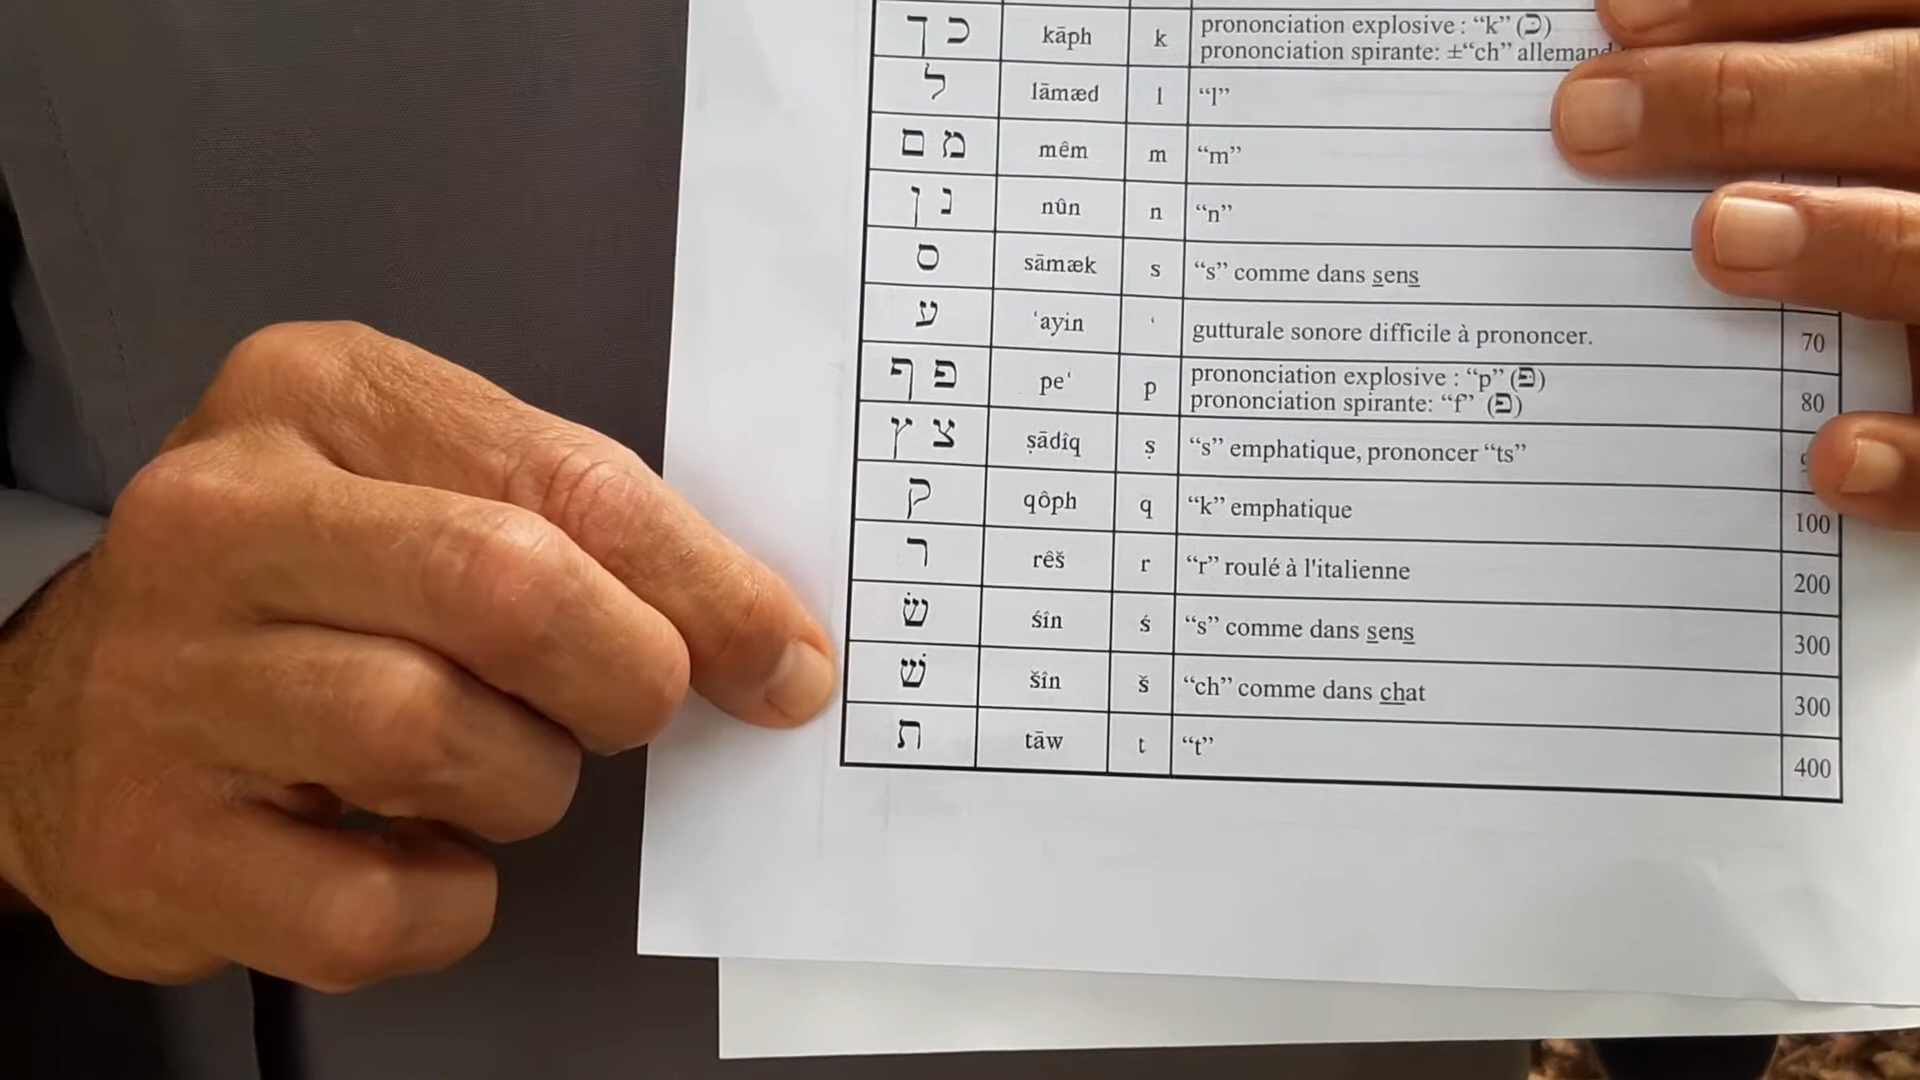 כ ך kāph k prononciation explosive : “k” (כּ)
prononciation spirante: ±“ch” allemand
ל lāmæd l “l”
מ ם mêm m “m”
נ ן nûn n “n”
ס sāmæk s “s” comme dans sens
ע ʿayin ʿ gutturale sonore difficile à prononcer. 70
פ ף peʿ p prononciation explosive : “p” (פּ) 80
prononciation spirante: “f” (פ)
צ ץ ṣādîq ṣ “s” emphatique, prononcer “ts”
ק qôph q “k” emphatique 100
ר rêš r “r” roulé à l'italienne 200
שׂ śîn ś “s” comme dans sens 300
שׁ šîn š “ch” comme dans chat 300
ת tāw t “t” 400